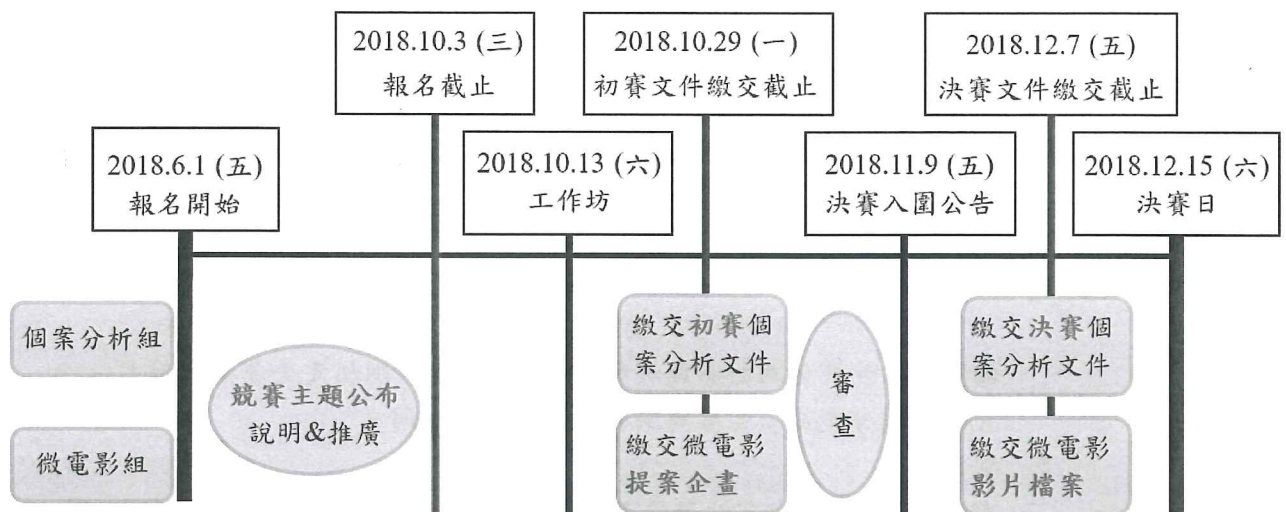 2018.10.3 (三)
報名截止
2018.10.29 (一)
初賽文件繳交截止
2018.12.7 (五)
決賽文件繳交截止
2018.6.1 (五)
報名開始
2018.10.13 (六)
工作坊
2018.11.9 (五)
決賽入圍公告
2018.12.15 (六)
決賽日
個案分析組
微電影組
競賽主題公布
說明&推廣
繳交初賽個
案分析文件
繳交微電影
提案企畫
審
查
繳交決賽個
案分析文件
繳交微電影
影片檔案